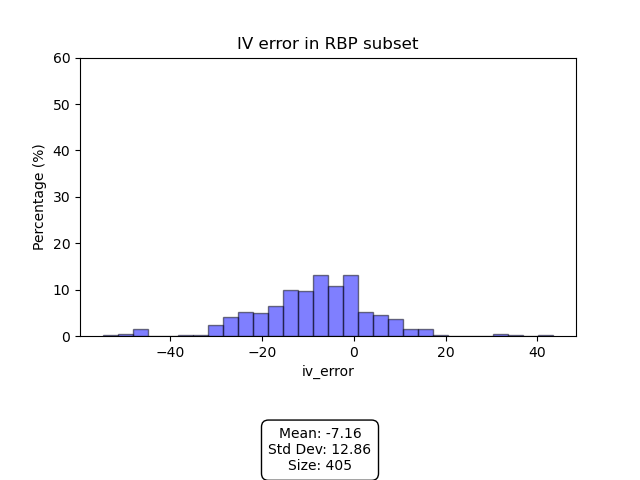 IV error in RBP subset
60
50
40
30
20
10
0
Percentage (%)
−40
−20
0
20
40
iv_error
Mean: -7.16
Std Dev: 12.86
Size: 405